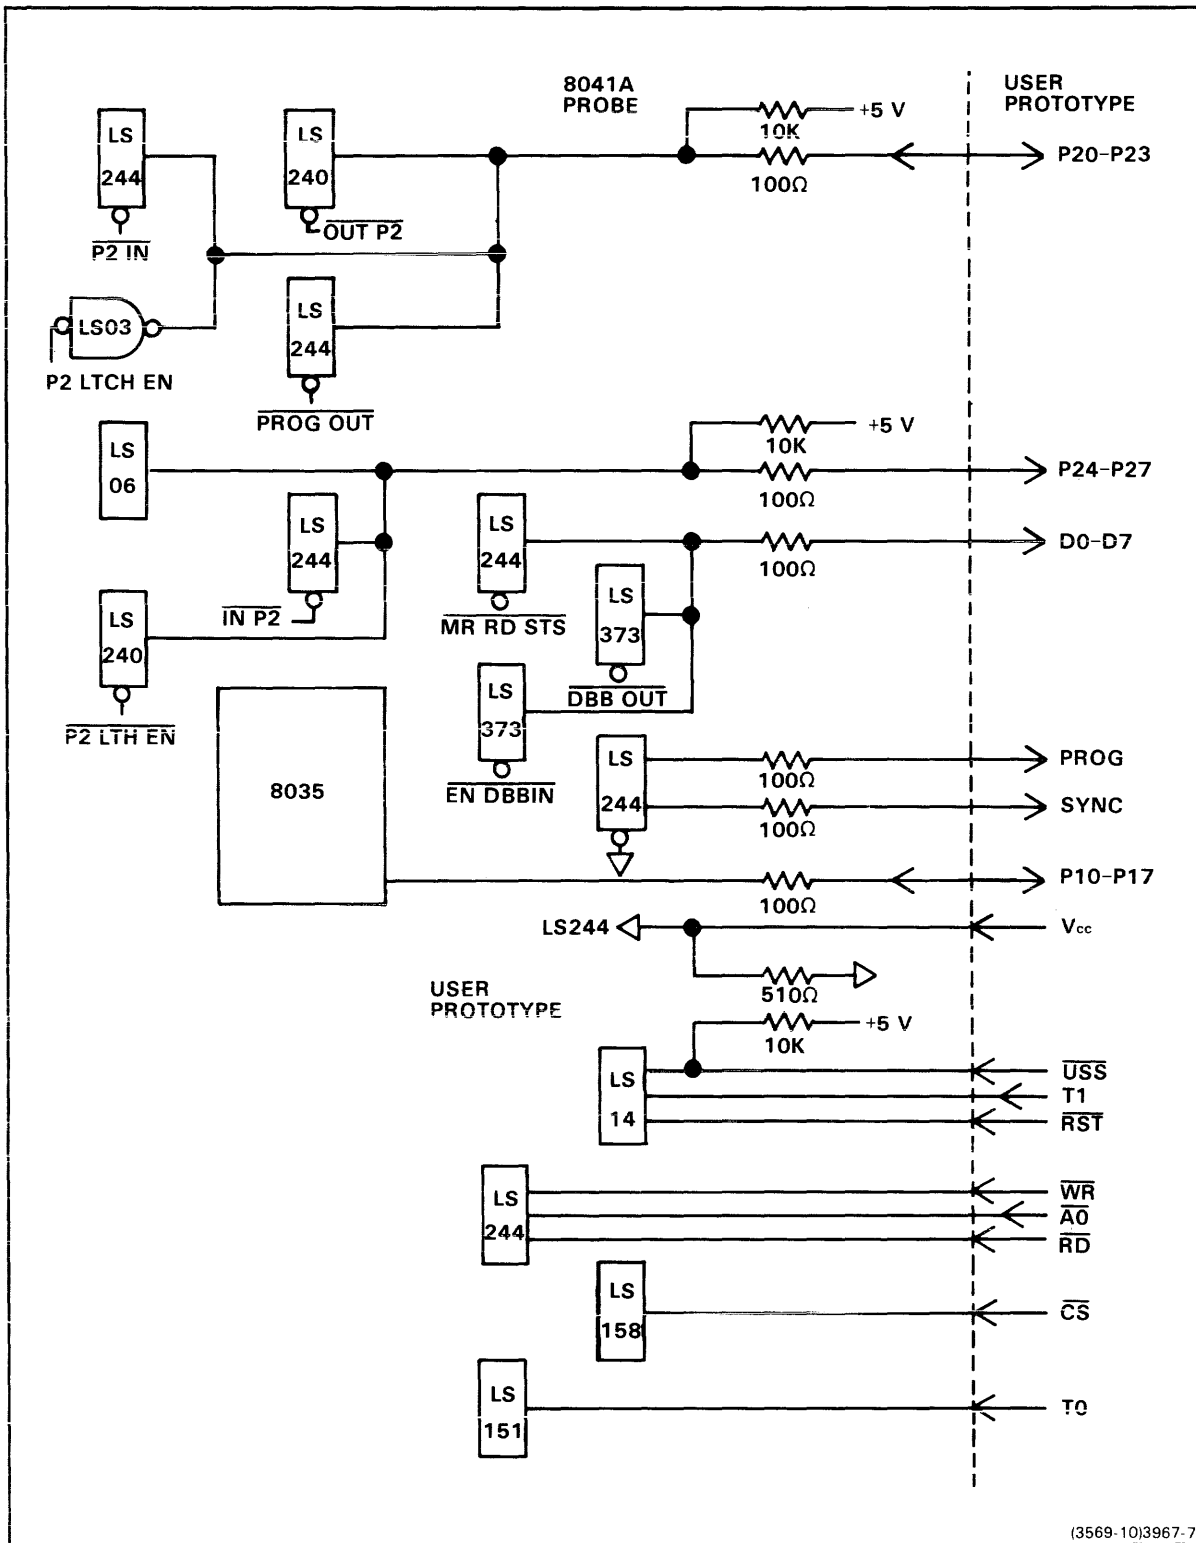 8041A
PROBE
USER
PROTOTYPE
LS
244
P2 IN
LS
240
OUT P2
10K
+5 V
100Ω
P20-P23
LS03
P2 LTCH EN
LS
244
PROG OUT
LS
06
10K
+5 V
100Ω
P24-P27
LS
244
IN P2
LS
244
MR RD STS
100Ω
D0-D7
LS
240
P2 LTH EN
LS
373
DBB OUT
LS
373
EN DBBIN
8035
LS
244
100Ω
PROG
100Ω
SYNC
100Ω
P10-P17
LS244
Vcc
510Ω
USER
PROTOTYPE
10K
+5 V
LS
14
USS
T1
RST
LS
244
WR
A0
RD
LS
158
CS
LS
151
T0
(3569-10)3967-7